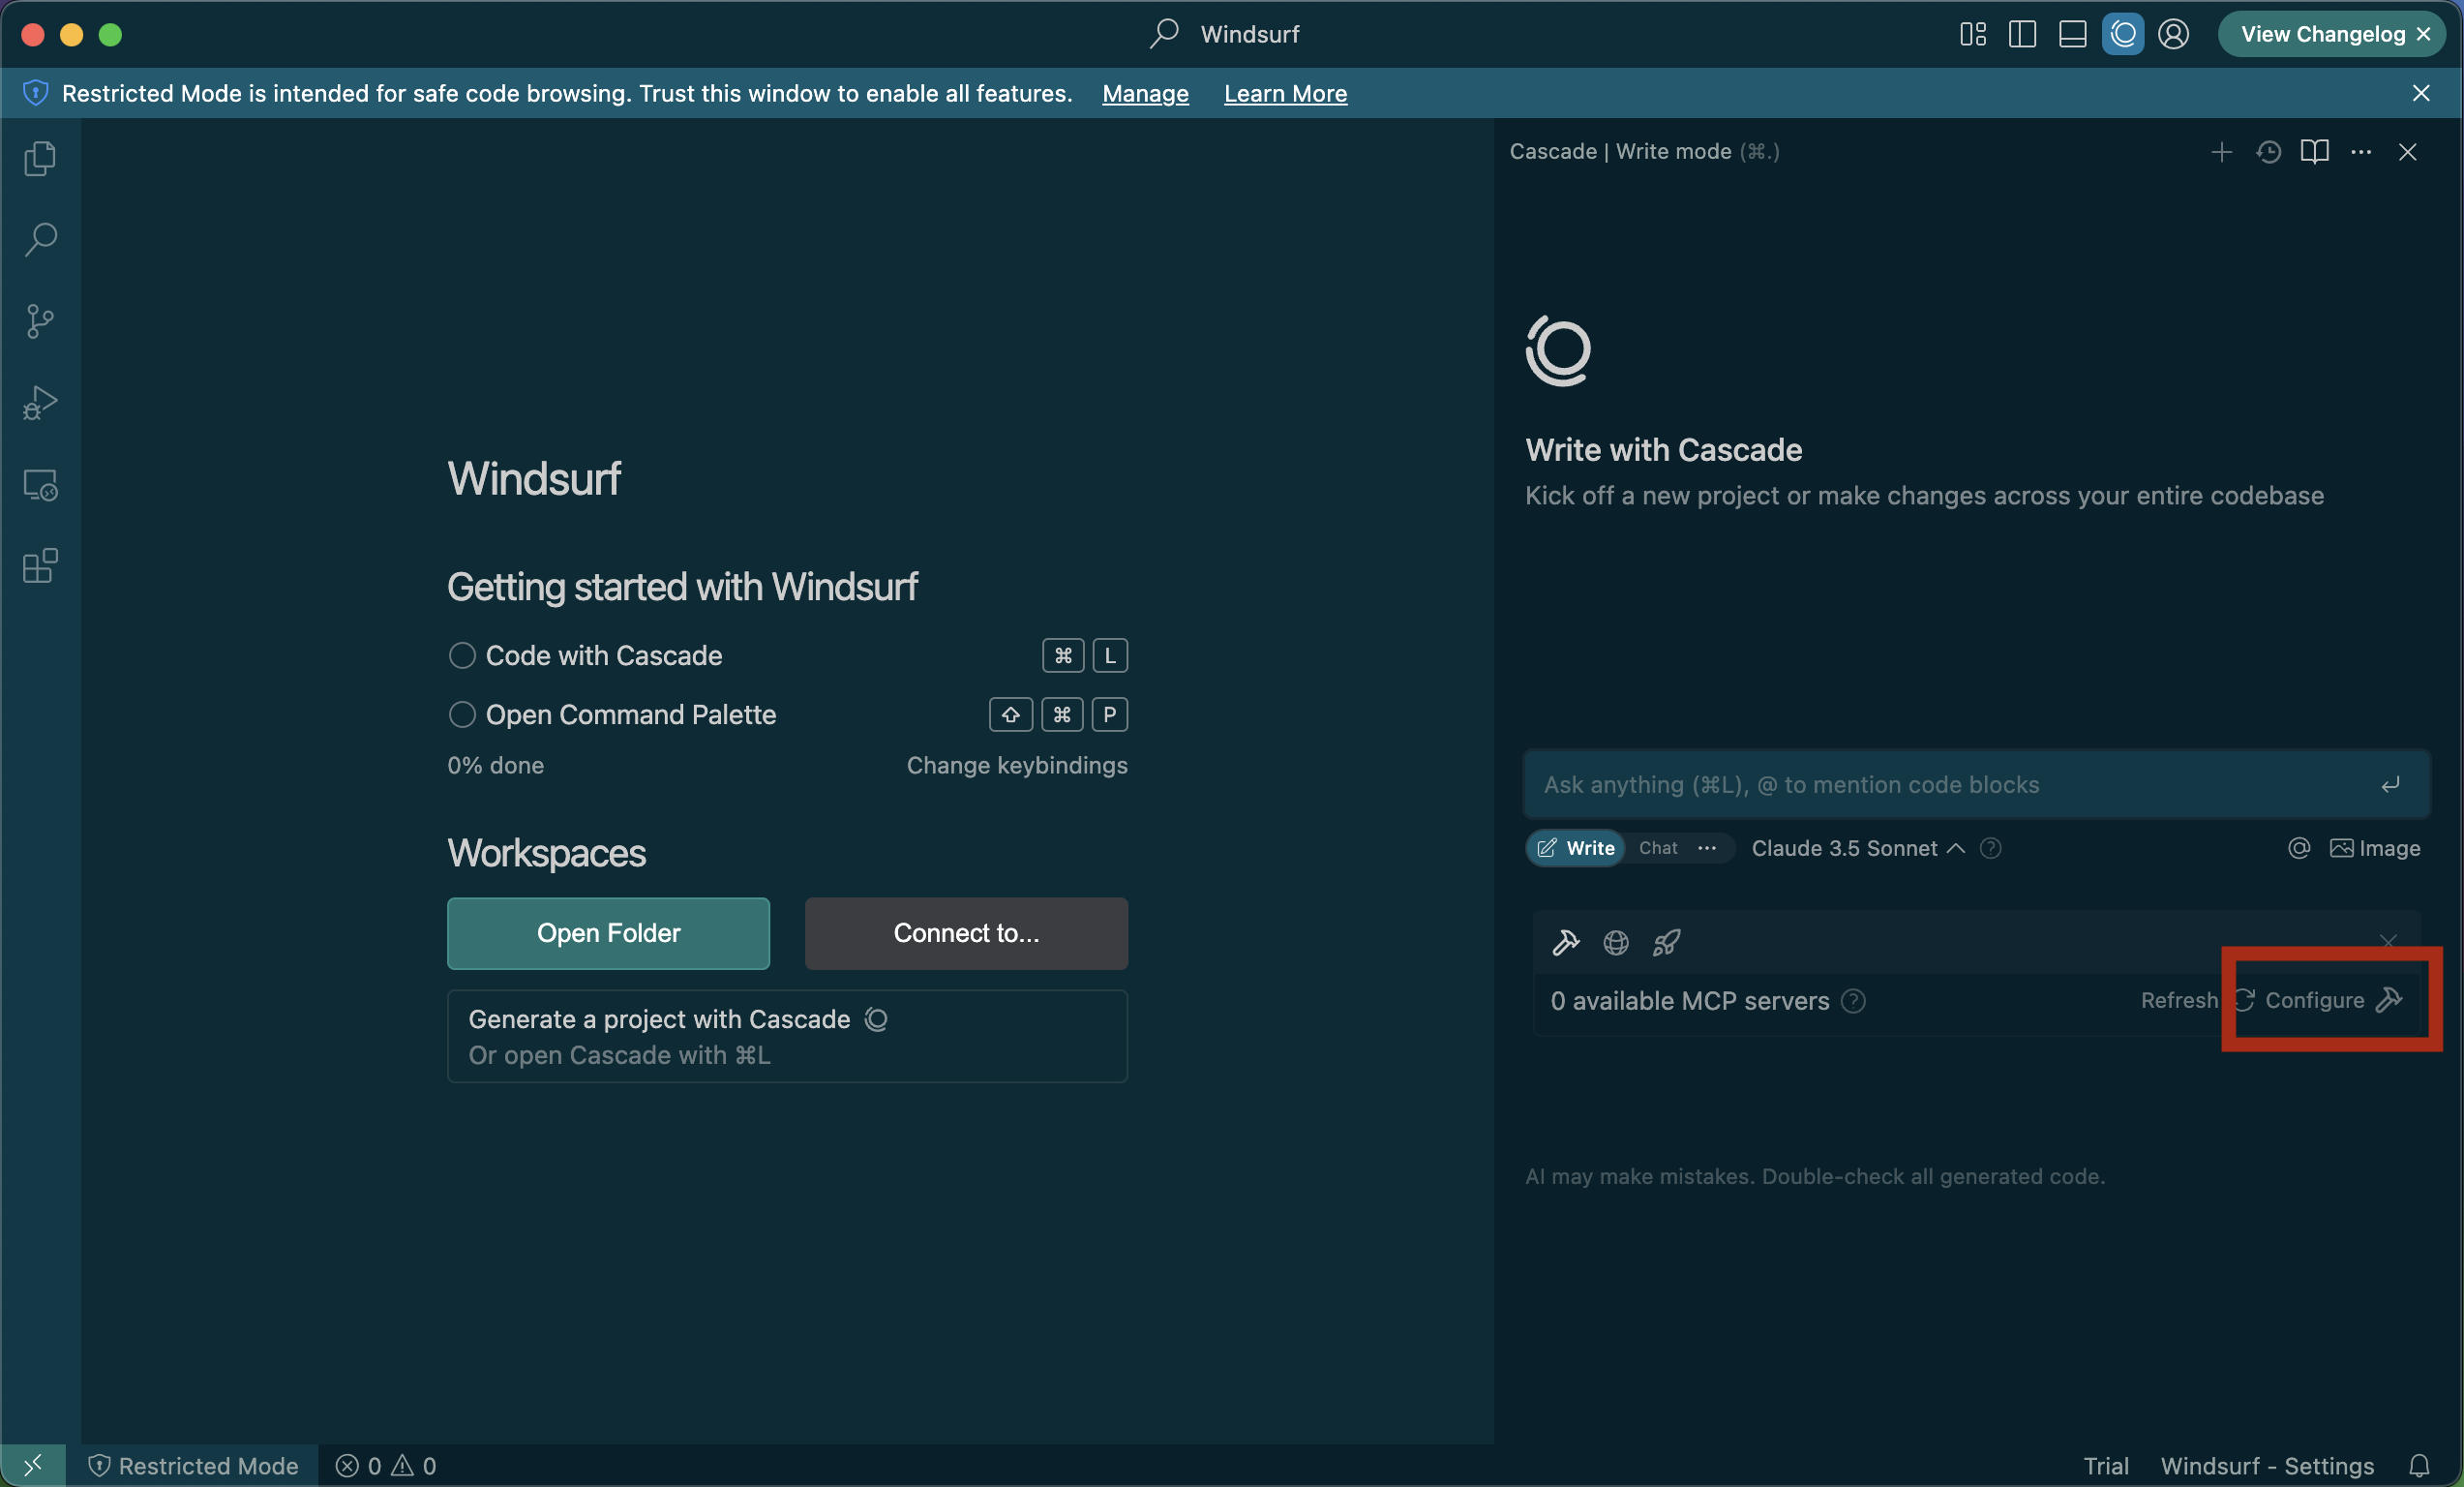 Windsurf
View Changelog
Restricted Mode is intended for safe code browsing. Trust this window to enable all features. Manage Learn More
Cascade | Write mode (⌘.)
Windsurf
Getting started with Windsurf
Code with Cascade ⌘ L
Open Command Palette ⇧ ⌘ P
0% done Change keybindings
Workspaces
Open Folder Connect to...
Generate a project with Cascade
Or open Cascade with ⌘L
Write with Cascade
Kick off a new project or make changes across your entire codebase
Ask anything (⌘L), @ to mention code blocks
Write Chat ··· Claude 3.5 Sonnet @ Image
0 available MCP servers Refresh Configure
AI may make mistakes. Double-check all generated code.
Restricted Mode 0 0 Trial Windsurf - Settings